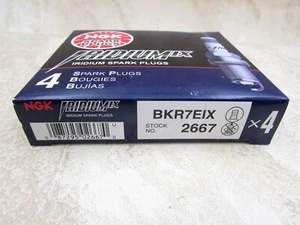 NGK
SPARK PLUGS
IRIDIUM IX
IRIDIUM SPARK PLUGS
4 SPARK PLUGS
BOUGIES
BUJÍAS
NGK IRIDIUM IX
IRIDIUM SPARK PLUGS
BKR7EIX
STOCK NO. 2667
×4